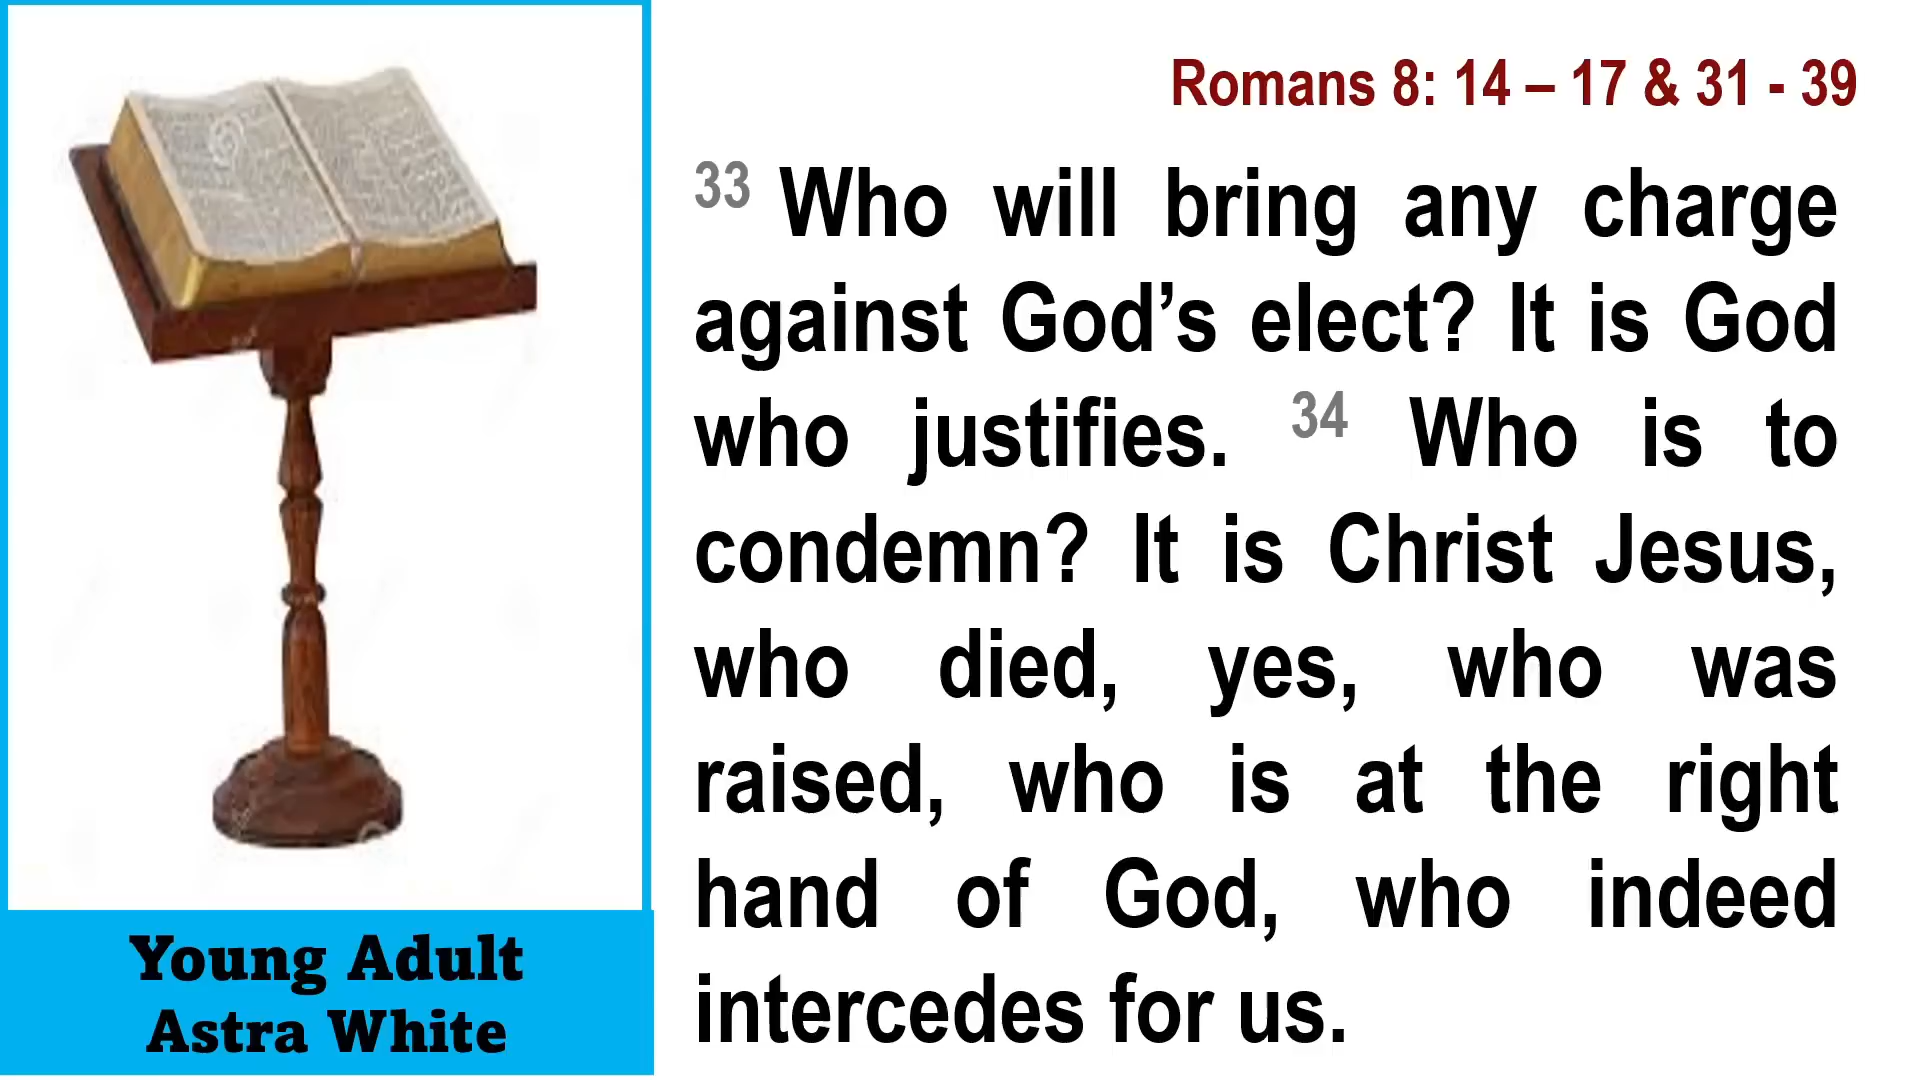 Romans 8: 14 – 17 & 31 - 39
33 Who will bring any charge
against God’s elect? It is God
who justifies. 34 Who is to
condemn? It is Christ Jesus,
who died, yes, who was
raised, who is at the right
hand of God, who indeed
intercedes for us.
Young Adult
Astra White